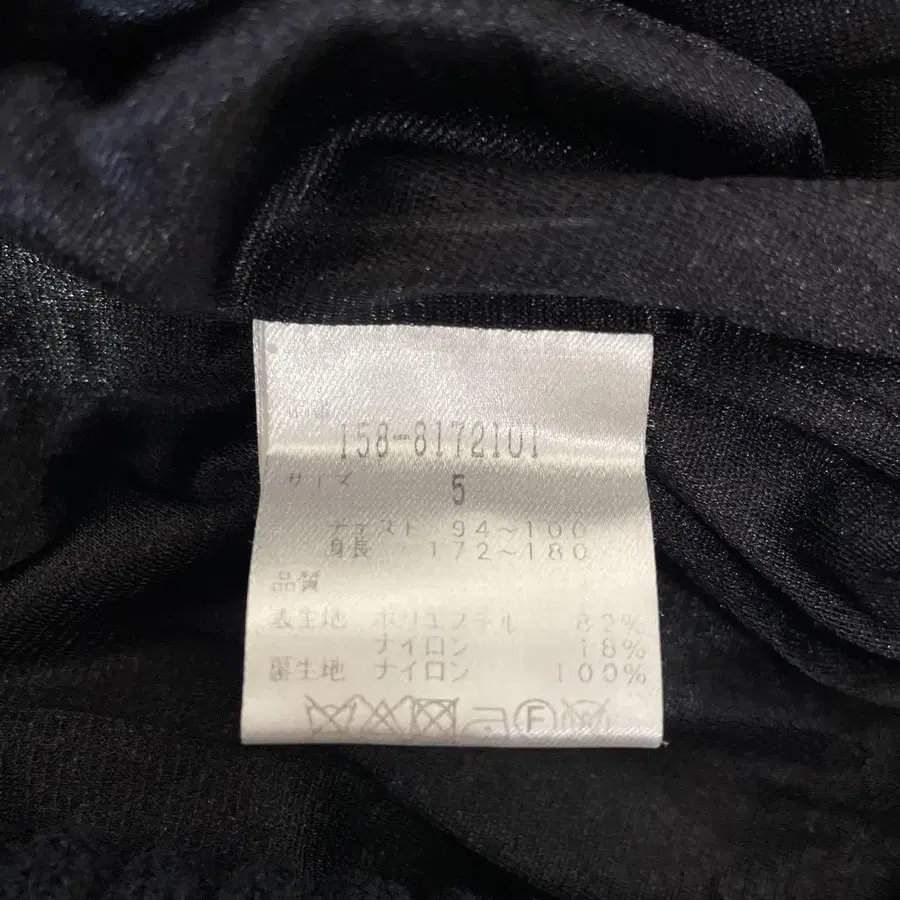 品番
158-8172101
サイズ 5
チェスト 94~100
身長 172~180
品質
表生地 ポリエステル 82%
ナイロン 18%
裏生地 ナイロン 100%
F